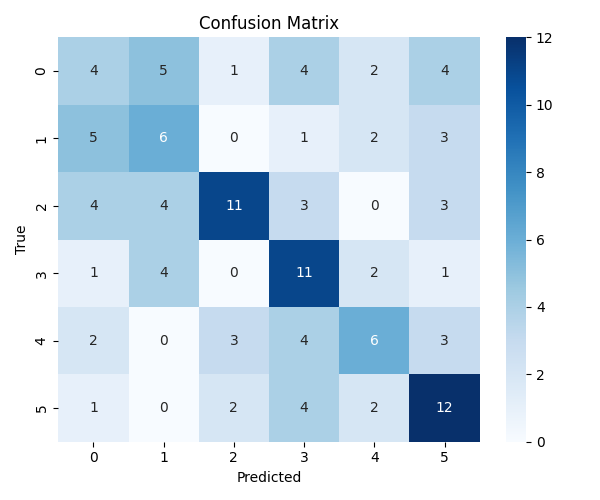 Confusion Matrix
True
0 4 5 1 4 2 4
1 5 6 0 1 2 3
2 4 4 11 3 0 3
3 1 4 0 11 2 1
4 2 0 3 4 6 3
5 1 0 2 4 2 12
0 1 2 3 4 5
Predicted
12
10
8
6
4
2
0